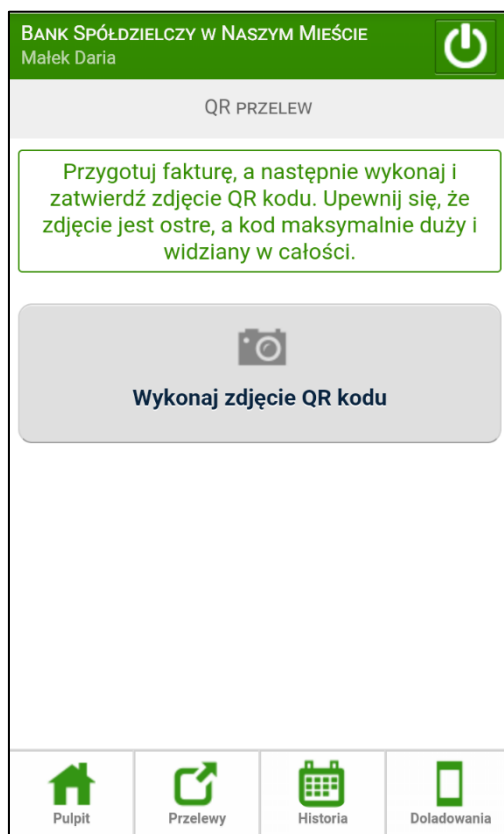 Bank Spółdzielczy w Naszym Mieście
Małek Daria
QR przelew
Przygotuj fakturę, a następnie wykonaj i
zatwierdź zdjęcie QR kodu. Upewnij się, że
zdjęcie jest ostre, a kod maksymalnie duży i
widziany w całości.
Wykonaj zdjęcie QR kodu
Pulpit
Przelewy
Historia
Doladowania